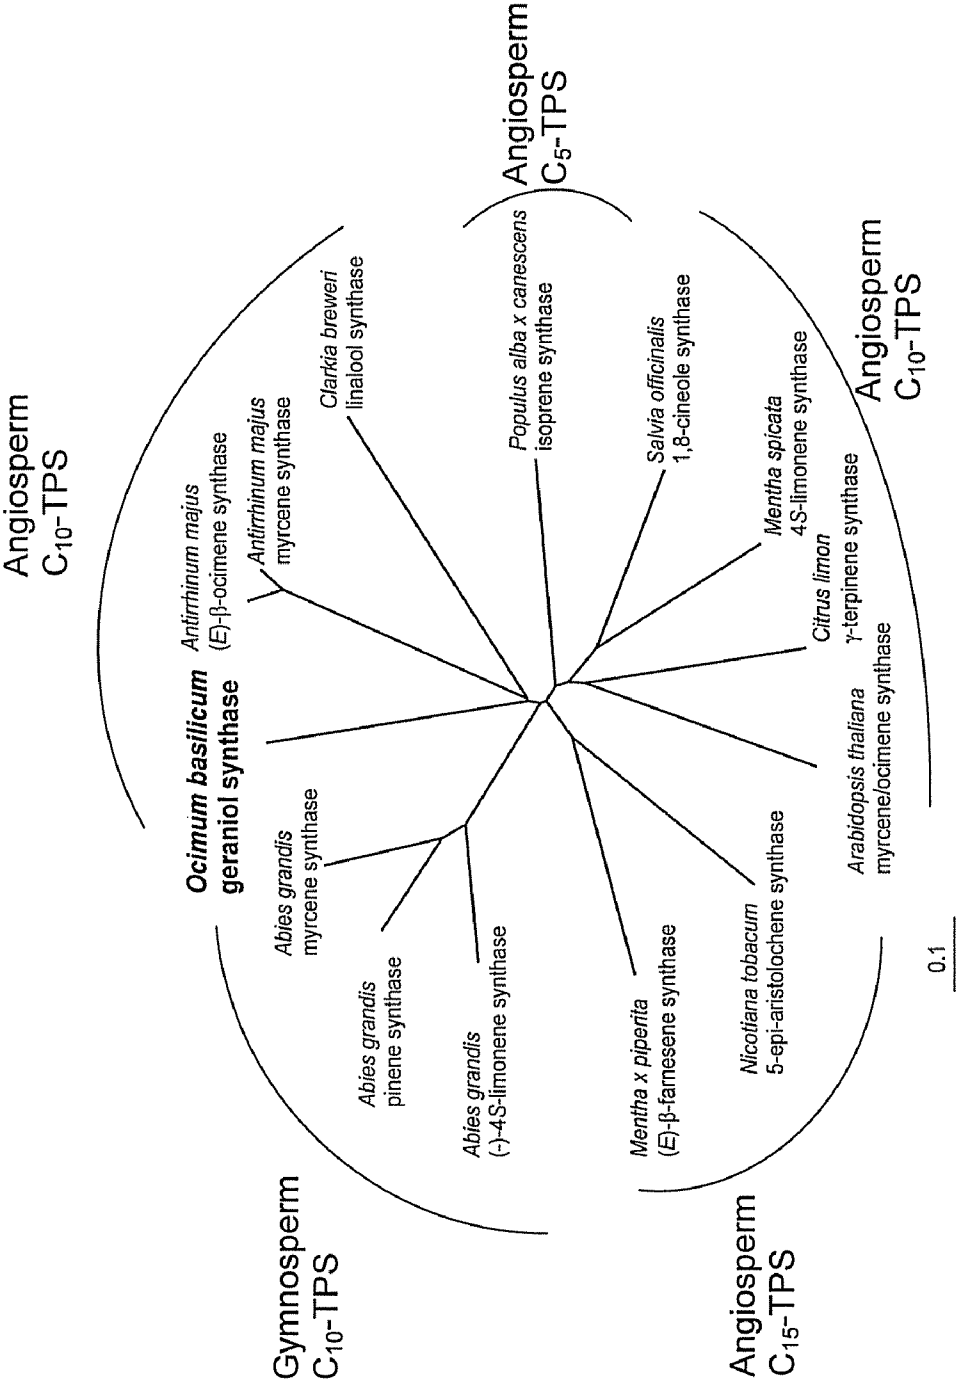 Angiosperm
C10-TPS
Angiosperm
C5-TPS
Clarkia breweri
linalool synthase
Antirrhinum majus
myrcene synthase
Antirrhinum majus
(E)-β-ocimene synthase
Ocimum basilicum
geraniol synthase
Populus alba x canescens
isoprene synthase
Salvia officinalis
1,8-cineole synthase
Mentha spicata
4S-limonene synthase
Angiosperm
C10-TPS
Citrus limon
γ-terpinene synthase
Arabidopsis thaliana
myrcene/ocimene synthase
Abies grandis
myrcene synthase
Abies grandis
pinene synthase
Abies grandis
(-)-4S-limonene synthase
Mentha x piperita
(E)-β-farnesene synthase
Nicotiana tobacum
5-epi-aristolochene synthase
0.1
Gymnosperm
C10-TPS
Angiosperm
C15-TPS